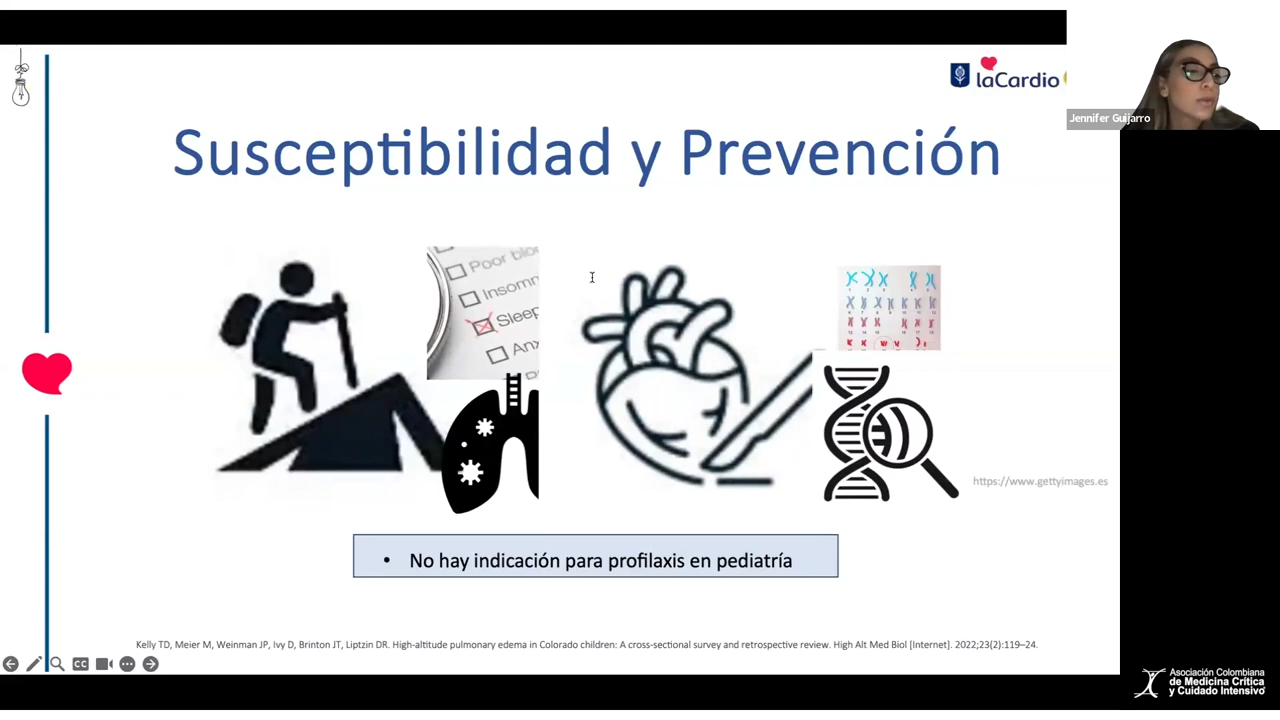 laCardio
Jennifer Guijarro
Susceptibilidad y Prevención
Poor blo
Insomn
Sleep
Anx
https://www.gettyimages.es
• No hay indicación para profilaxis en pediatría
Kelly TD, Meier M, Weinman JP, Ivy D, Brinton JT, Liptzin DR. High-altitude pulmonary edema in Colorado children: A cross-sectional survey and retrospective review. High Alt Med Biol [Internet]. 2022;23(2):119–24.
CC
Asociación Colombiana
de Medicina Crítica
y Cuidado Intensivo